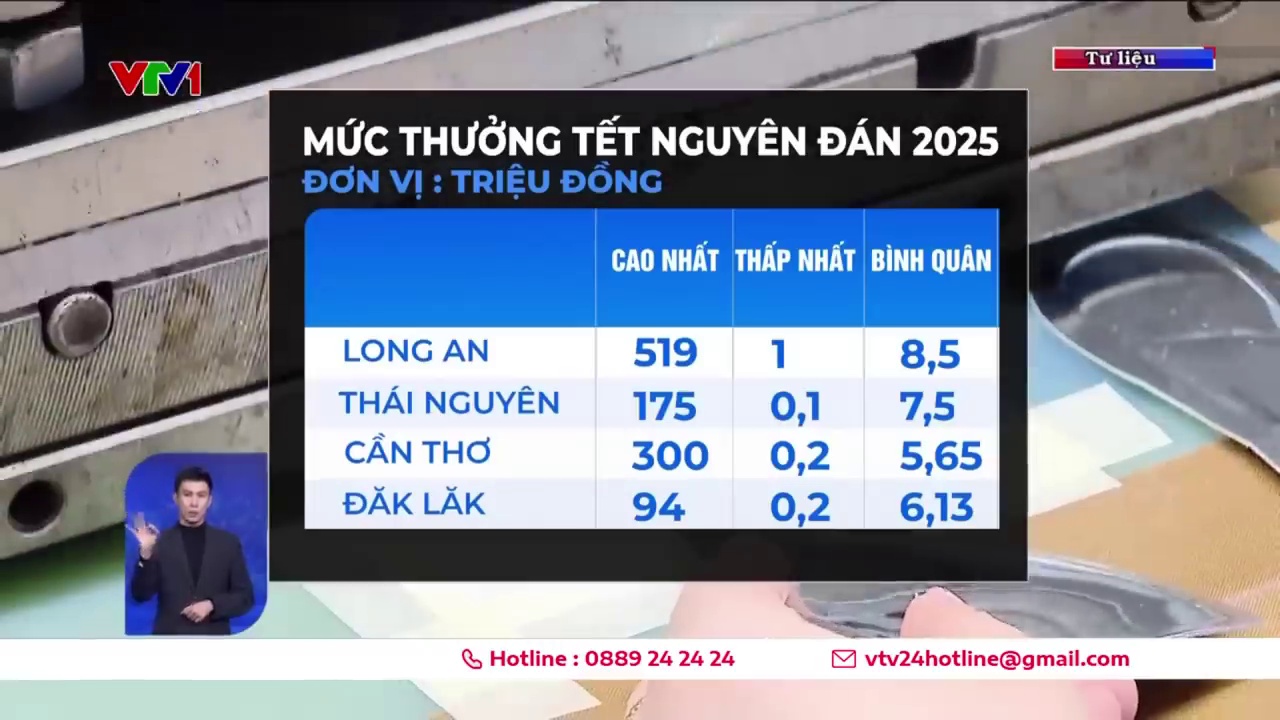 VTV1
Tư liệu
MỨC THƯỞNG TẾT NGUYÊN ĐÁN 2025
ĐƠN VỊ : TRIỆU ĐỒNG
CAO NHẤT THẤP NHẤT BÌNH QUÂN
LONG AN 519 1 8,5
THÁI NGUYÊN 175 0,1 7,5
CẦN THƠ 300 0,2 5,65
ĐĂK LĂK 94 0,2 6,13
Hotline : 0889 24 24 24 vtv24hotline@gmail.com